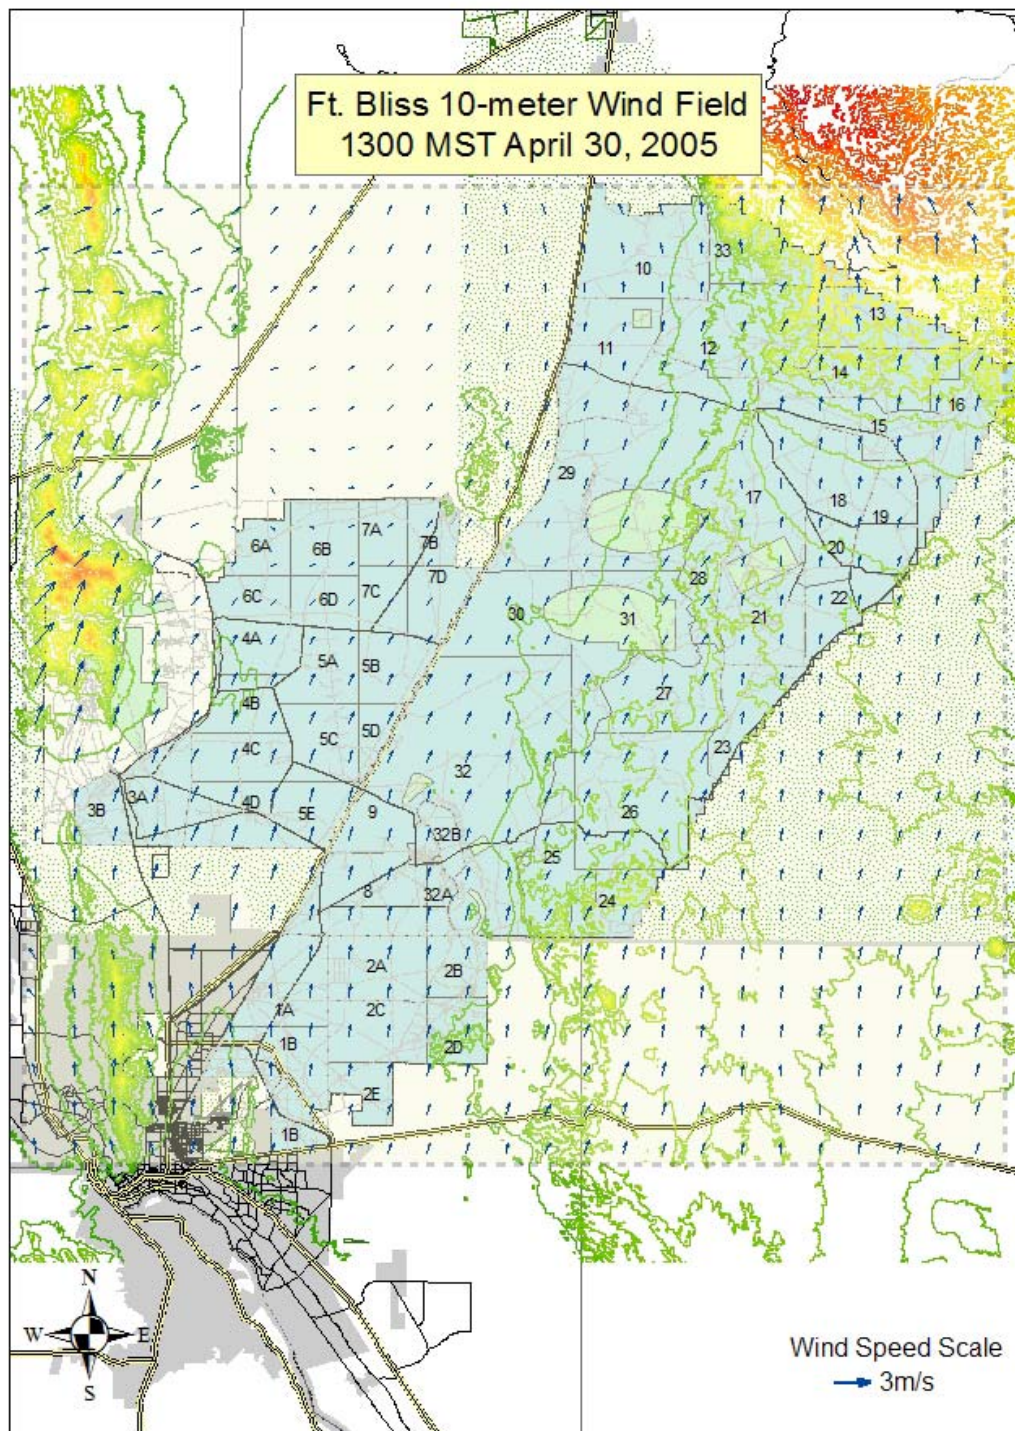 Ft. Bliss 10-meter Wind Field
1300 MST April 30, 2005
33
10
13
11
12
14
16
15
29
17
18
19
7A
7B
6A
6B
20
7D
28
6C
6D
7C
22
30
31
21
4A
5A
5B
27
4B
5C
5D
4C
23
32
3A
3B
4D
5E
9
26
32B
25
8
32A
24
2A
2B
1A
2C
1B
2D
2E
1B
N
W
E
S
Wind Speed Scale
3m/s